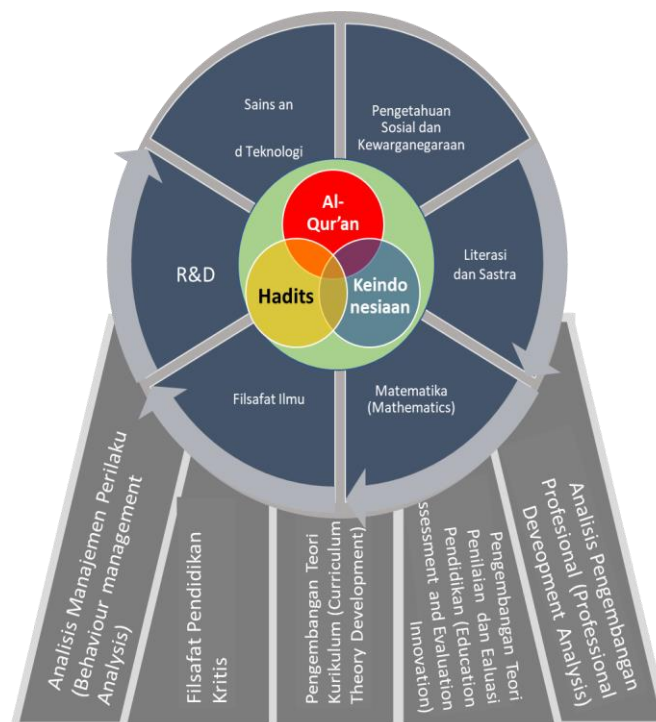 Sains an
d Teknologi
Pengetahuan
Sosial dan
Kewarganegaraan
Al-
Qur'an
R&D
Hadits
Keindo
nesiaan
Literasi
dan Sastra
Filsafat Ilmu
Matematika
(Mathematics)
Analisis Manajemen Perilaku
(Behaviour management
Analysis)
Filsafat Pendidikan
Kritis
Pengembangan Teori
Kurikulum (Curriculum
Theory Development)
Pengembangan Teori
Penilaian dan Ealuasi
Pendidikan (Education
ssessment and Evaluation
Innovation)
Analisis Pengembangan
Profesional (Professional
Deveopment Analysis)